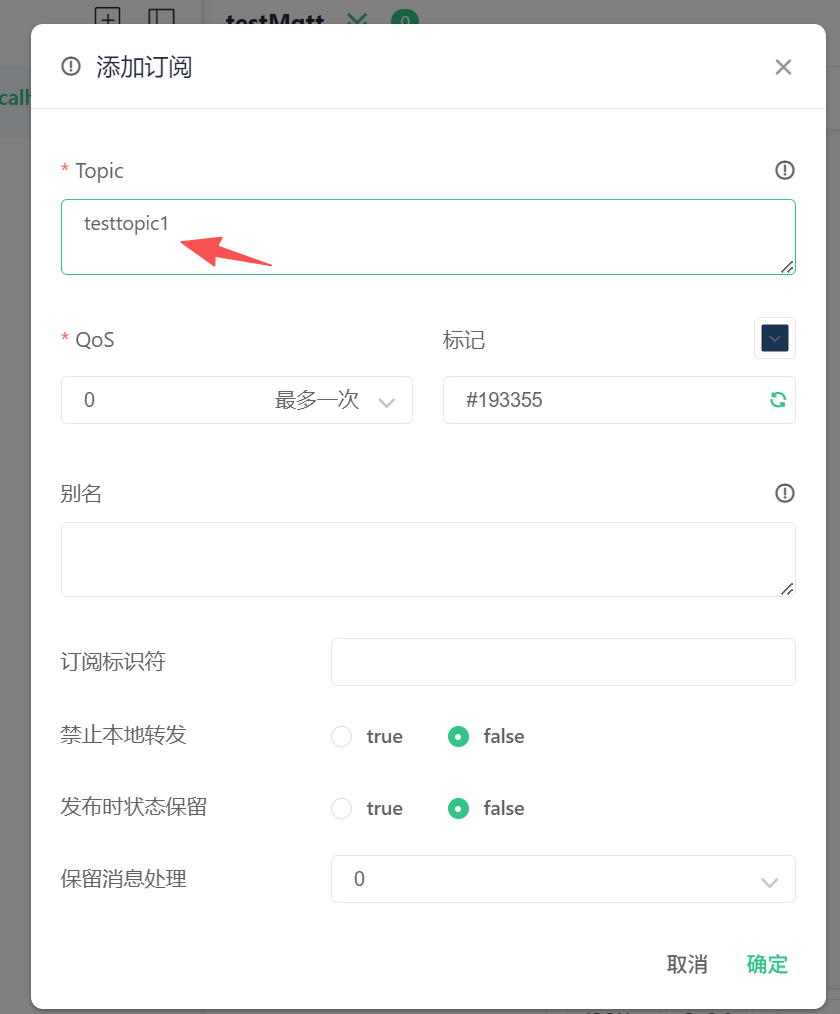 testMqtt 0
calh
添加订阅
* Topic
testtopic1
* QoS
标记
0 最多一次
#193355
别名
订阅标识符
禁止本地转发 true false
发布时状态保留 true false
保留消息处理 0
取消 确定